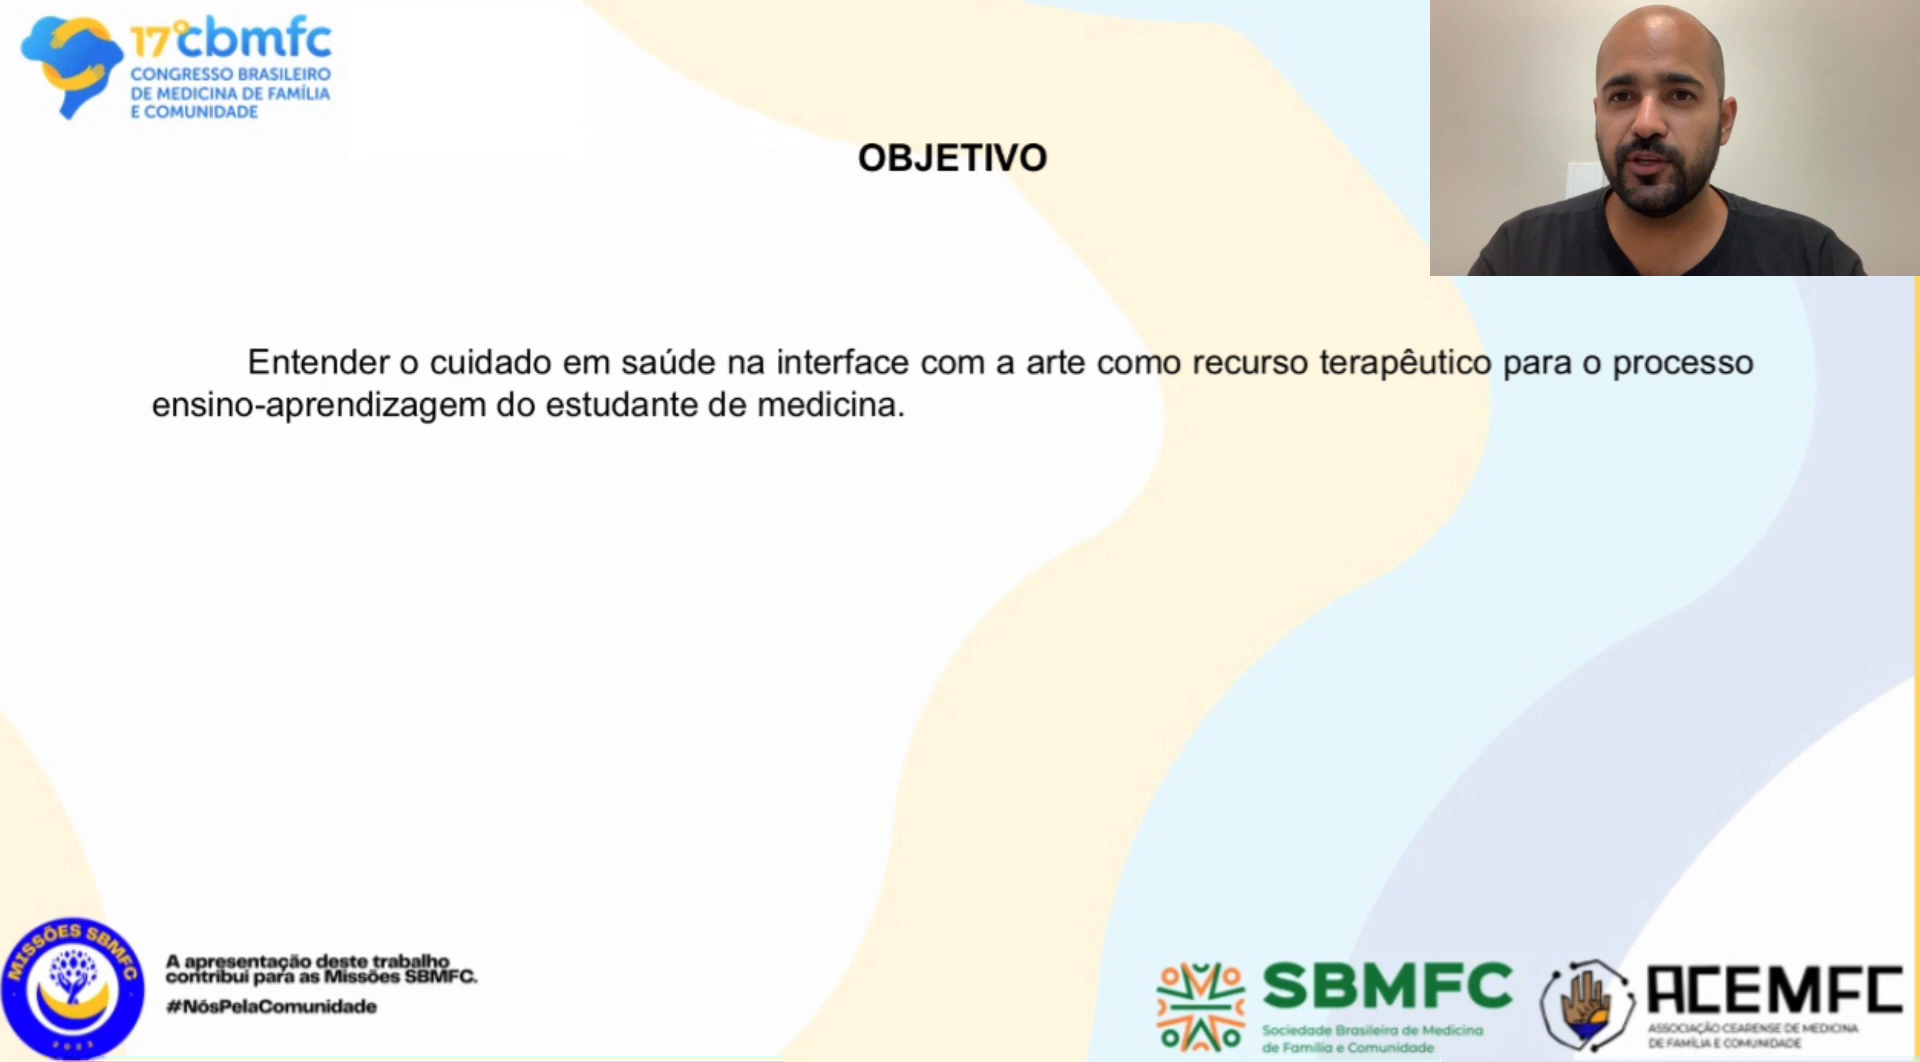 17ºcbmfc
CONGRESSO BRASILEIRO
DE MEDICINA DE FAMÍLIA
E COMUNIDADE
OBJETIVO
Entender o cuidado em saúde na interface com a arte como recurso terapêutico para o processo
ensino-aprendizagem do estudante de medicina.
MISSÕES SBMFC
2023
A apresentação deste trabalho
contribui para as Missões SBMFC.
#NósPelaComunidade
SBMFC
Sociedade Brasileira de Medicina
de Família e Comunidade
ACEMFC
ASSOCIAÇÃO CEARENSE DE MEDICINA
DE FAMÍLIA E COMUNIDADE